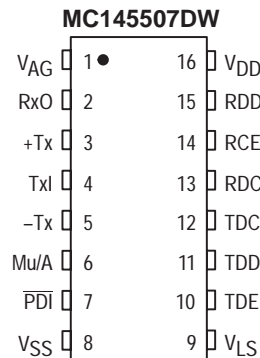 MC145507DW
VAG 1 16 VDD
RxO 2 15 RDD
+Tx 3 14 RCE
TxI 4 13 RDC
–Tx 5 12 TDC
Mu/A 6 11 TDD
PDI 7 10 TDE
VSS 8 9 VLS